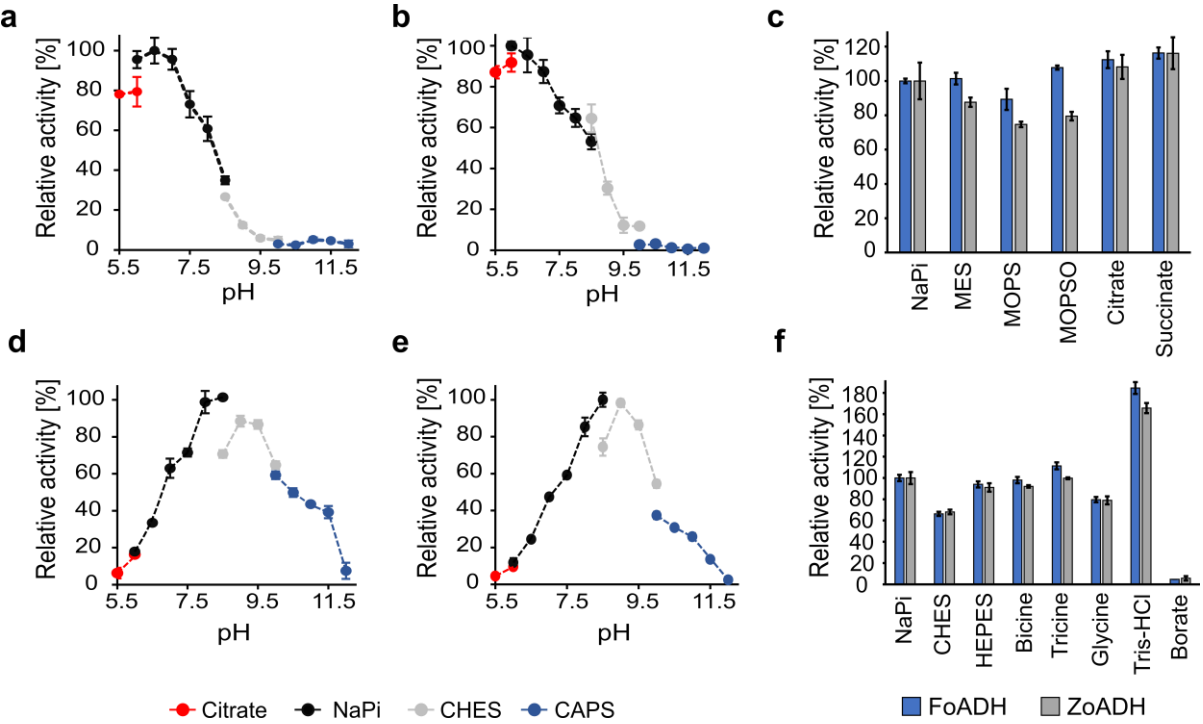 a
Relative activity [%]
100
80
60
40
20
0
5.5 7.5 9.5 11.5
pH
b
Relative activity [%]
100
80
60
40
20
0
5.5 7.5 9.5 11.5
pH
c
Relative activity [%]
120
100
80
60
40
20
0
NaPi
MES
MOPS
MOPSO
Citrate
Succinate
d
Relative activity [%]
100
80
60
40
20
0
5.5 7.5 9.5 11.5
pH
e
Relative activity [%]
100
80
60
40
20
0
5.5 7.5 9.5 11.5
pH
f
Relative activity [%]
180
160
140
120
100
80
60
40
20
0
NaPi
CHES
HEPES
Bicine
Tricine
Glycine
Tris-HCl
Borate
Citrate NaPi CHES CAPS
FoADH ZoADH